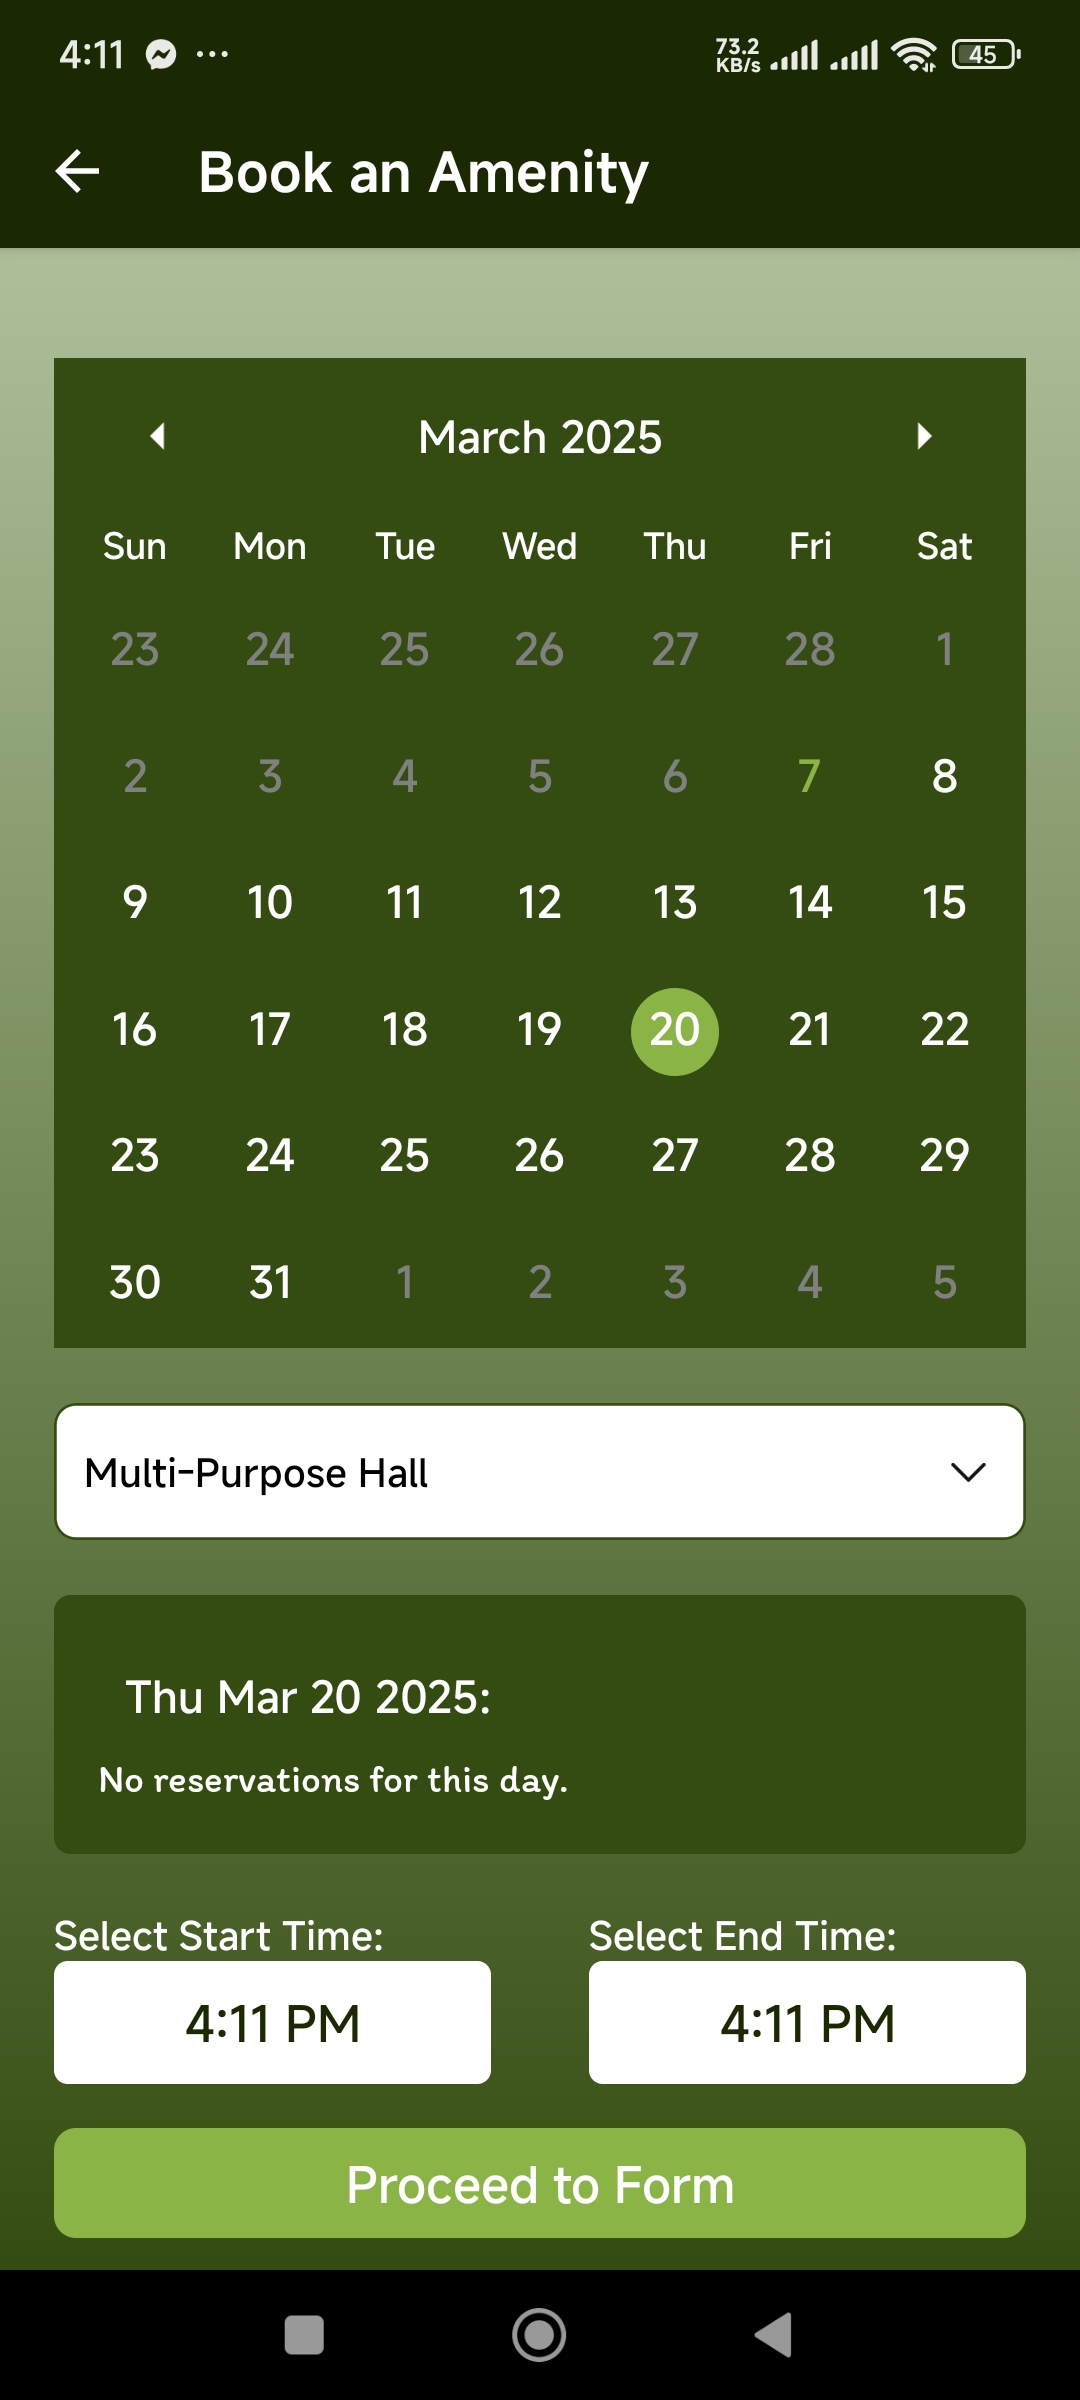 4:11 ... 73.2 KB/s 45
Book an Amenity
March 2025
Sun Mon Tue Wed Thu Fri Sat
23 24 25 26 27 28 1
2 3 4 5 6 7 8
9 10 11 12 13 14 15
16 17 18 19 20 21 22
23 24 25 26 27 28 29
30 31 1 2 3 4 5
Multi-Purpose Hall
Thu Mar 20 2025:
No reservations for this day.
Select Start Time: Select End Time:
4:11 PM 4:11 PM
Proceed to Form